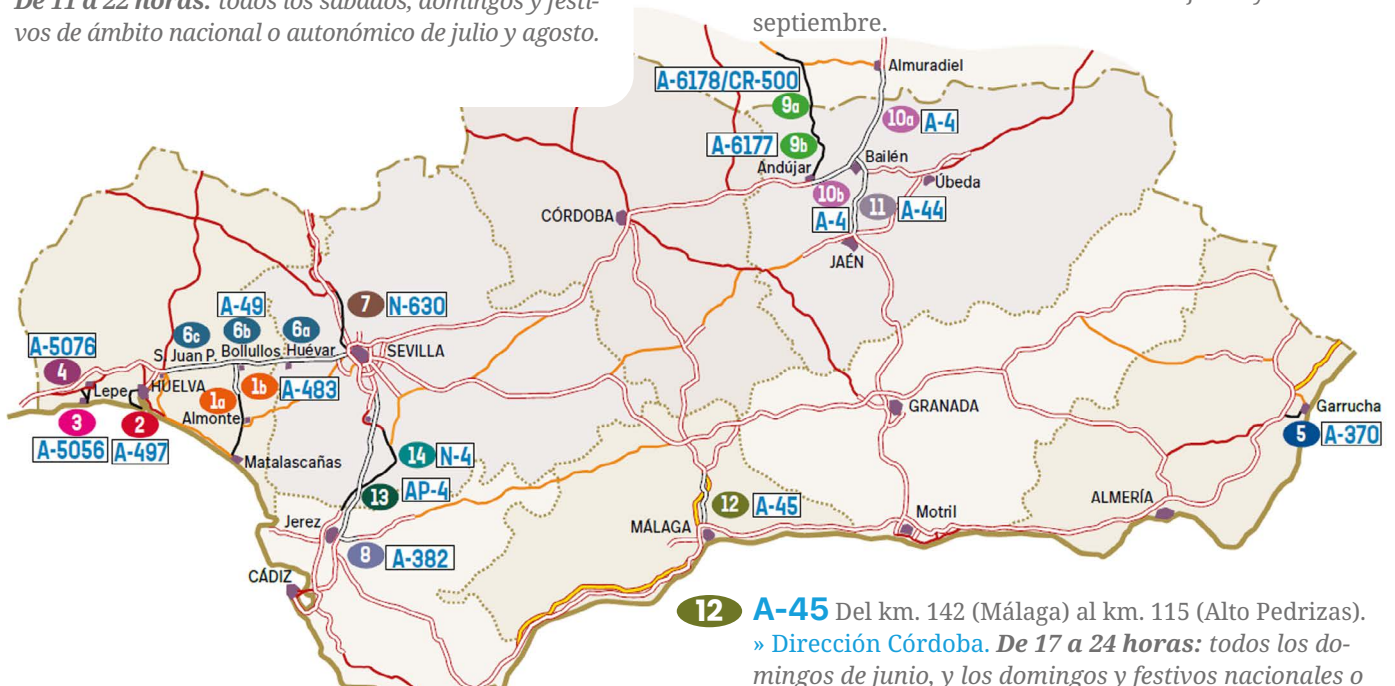 De 11 a 22 horas: todos los sábados, domingos y festi-
vos de ámbito nacional o autonómico de julio y agosto.
septiembre.
Almuradiel
A-6178/CR-500
9a
10a A-4
A-6177 9b
Bailén
Andújar
Úbeda
10b
11 A-44
A-4
CÓRDOBA
JAÉN
A-49
7 N-630
6c 6b 6a
A-5076
S. Juan P. Bollullos Huévar
SEVILLA
4
Lepe HUELVA
1a 1b A-483
Almonte
3 2
A-5056 A-497
GRANADA
Garrucha
5 A-370
Matalascañas
14 N-4
13 AP-4
12 A-45
ALMERÍA
Jerez
MÁLAGA
Motril
8 A-382
CÁDIZ
12 A-45 Del km. 142 (Málaga) al km. 115 (Alto Pedrizas).
» Dirección Córdoba. De 17 a 24 horas: todos los do-
mingos de junio, y los domingos y festivos nacionales o